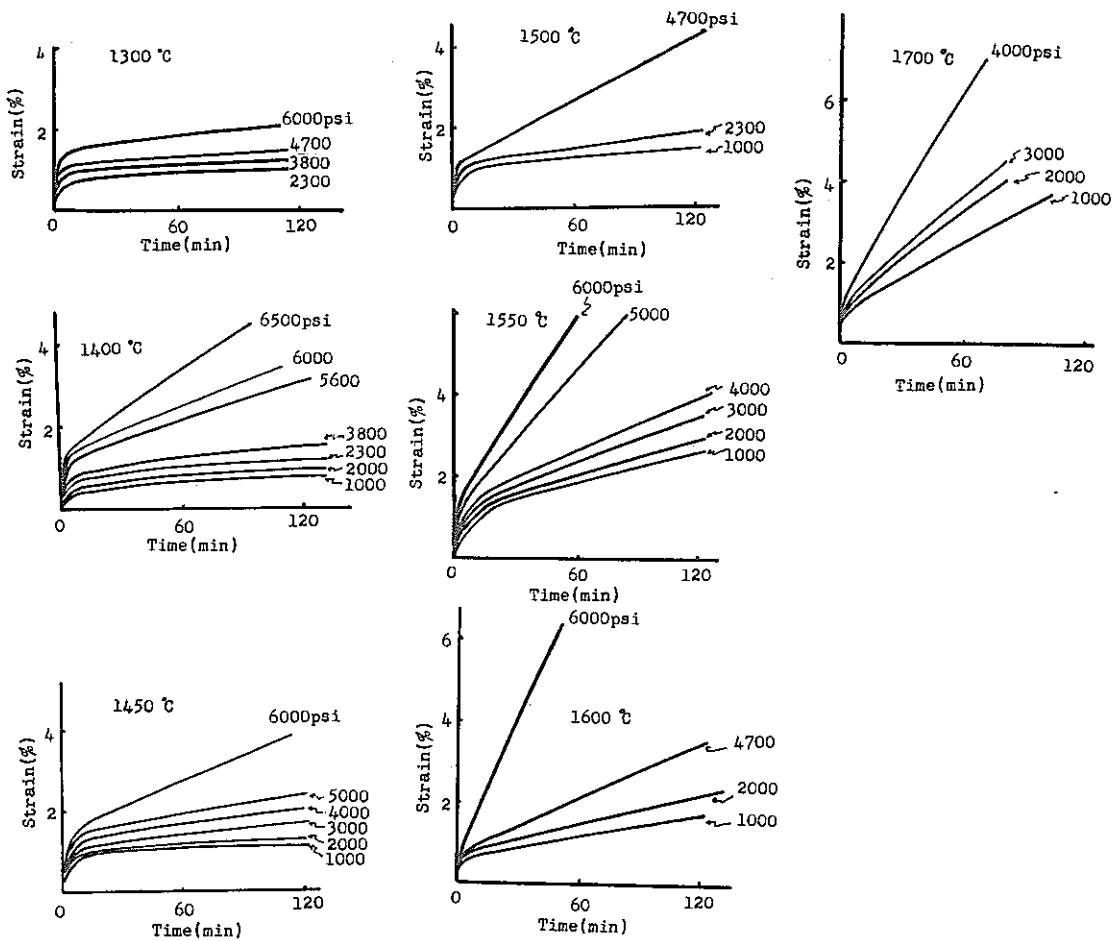 1300 °C
Strain(%)
4
2
6000psi
4700
3800
2300
0
60
120
Time(min)
1500 °C
Strain(%)
4
2
4700psi
2300
1000
0
60
120
Time(min)
1700 °C
Strain(%)
6
4
2
4000psi
3000
2000
1000
0
60
120
Time(min)
1400 °C
Strain(%)
4
2
6500psi
6000
5600
3800
2300
2000
1000
0
60
120
Time(min)
1550 °C
Strain(%)
4
2
6000psi
5000
4000
3000
2000
1000
0
60
120
Time(min)
1450 °C
Strain(%)
4
2
6000psi
5000
4000
3000
2000
1000
0
60
120
Time(min)
1600 °C
Strain(%)
6
4
2
6000psi
4700
2000
1000
0
60
120
Time(min)